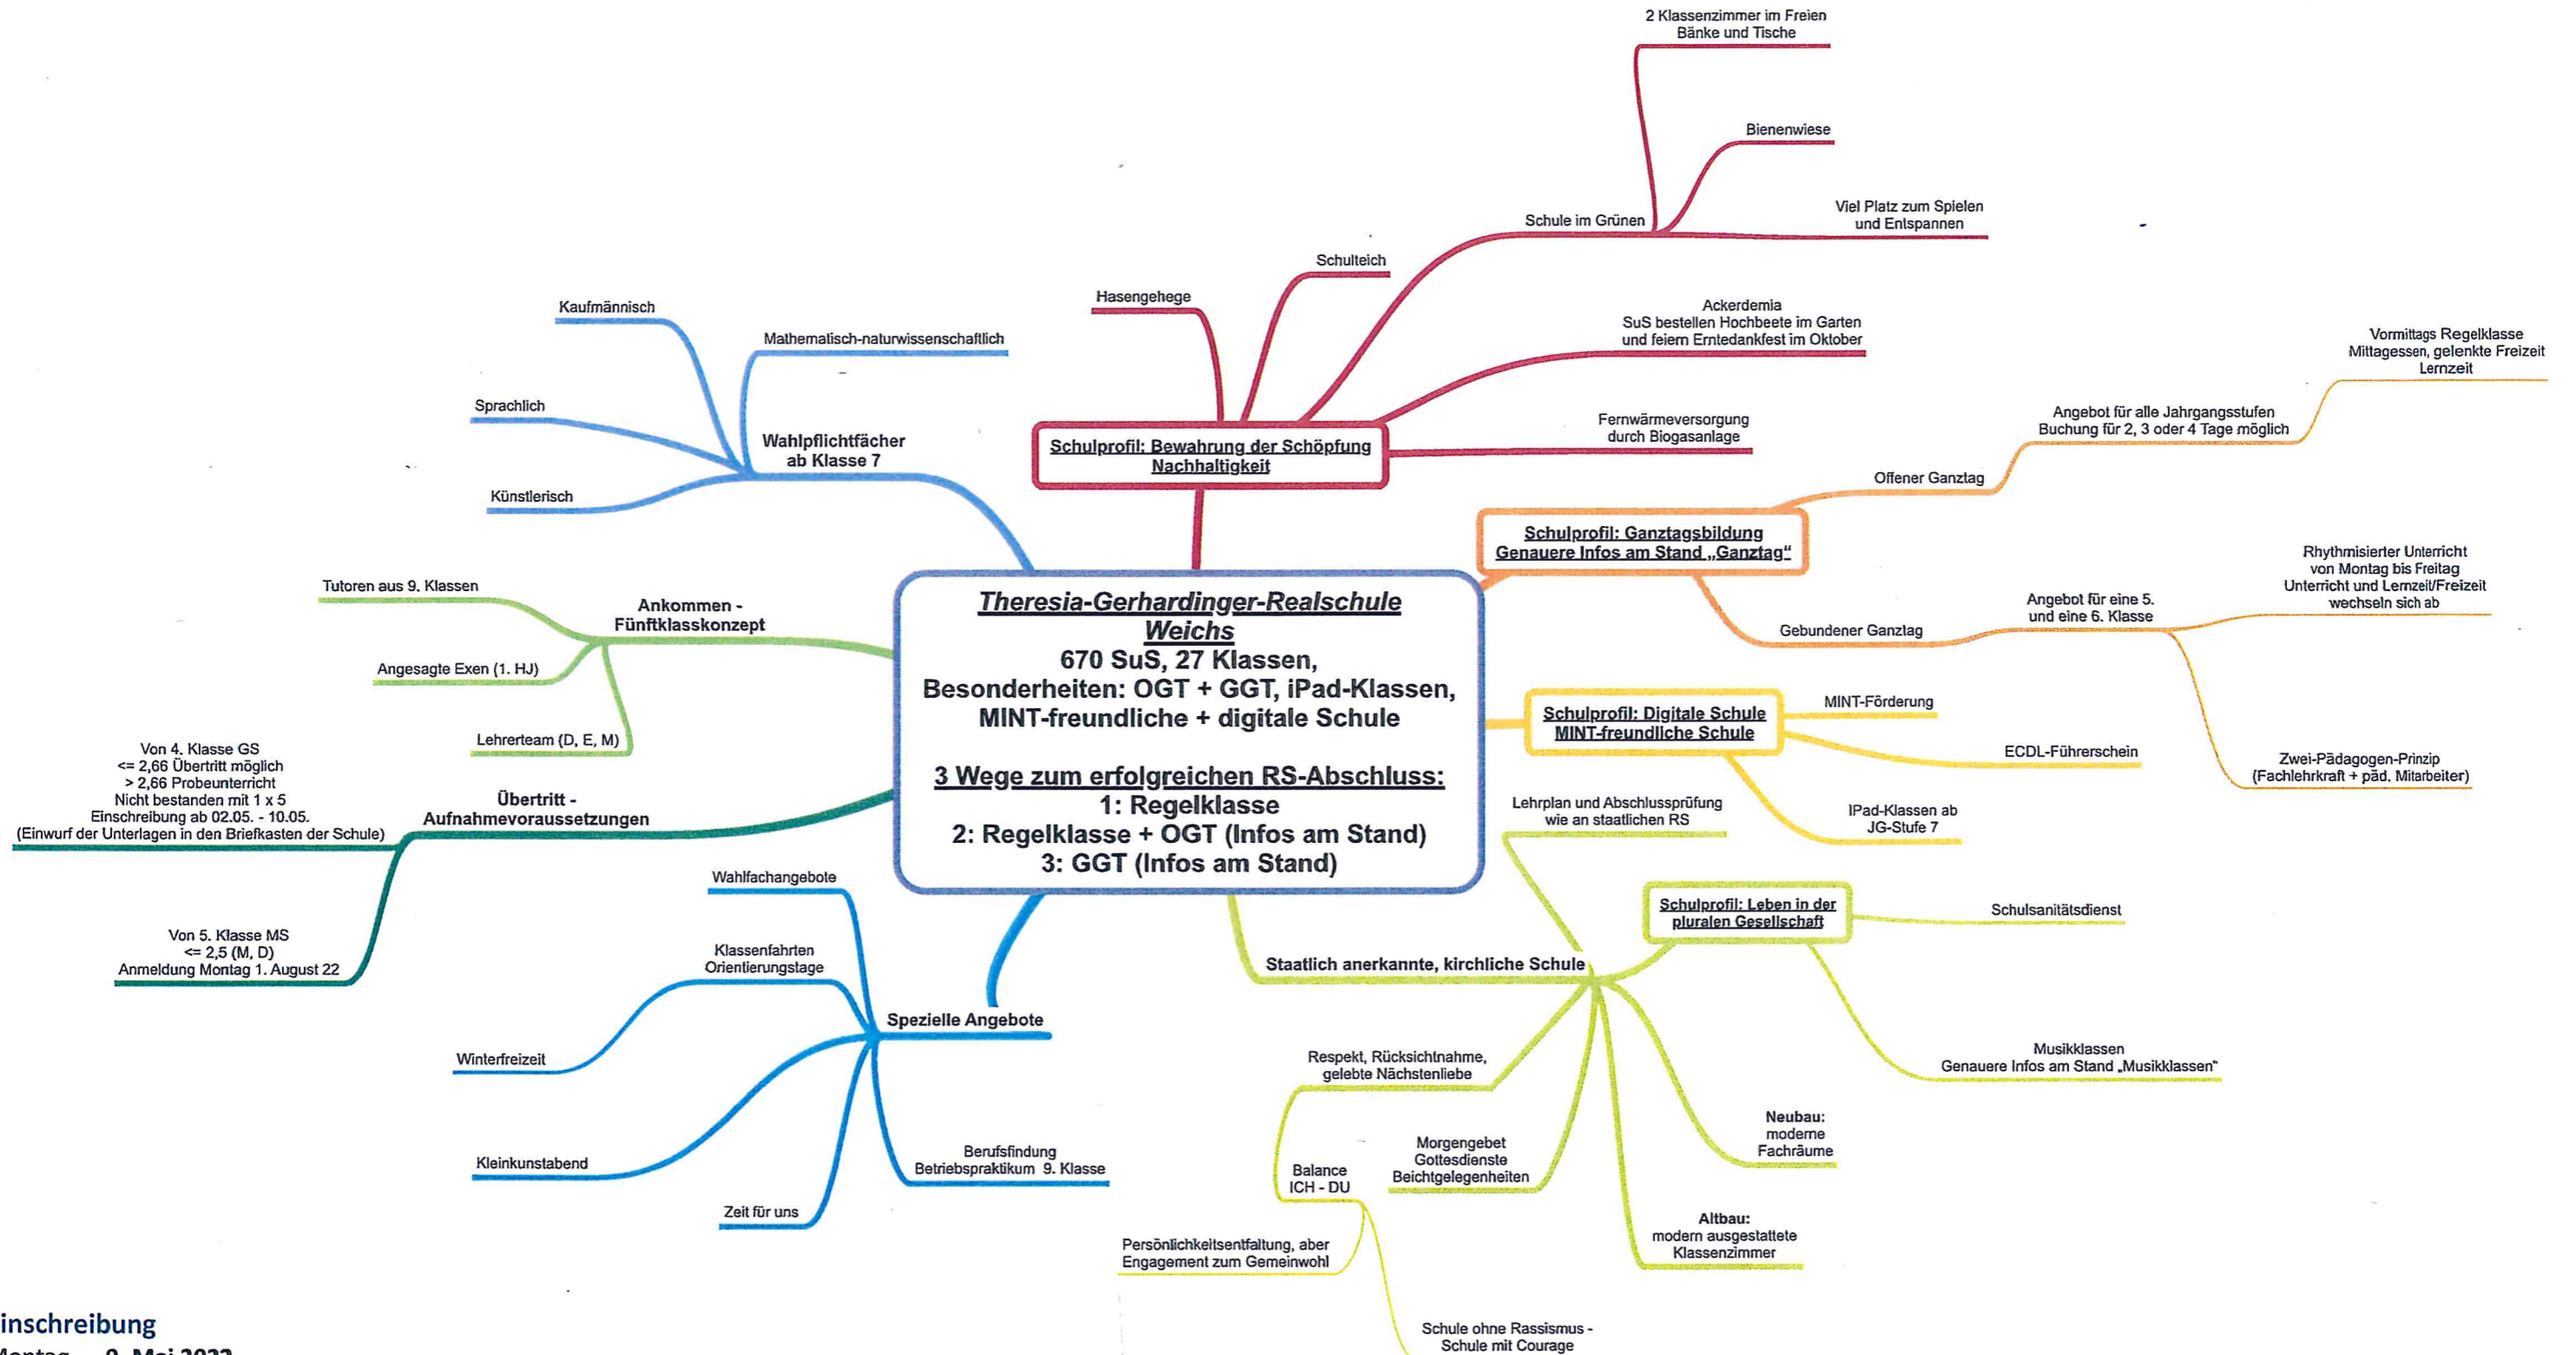 2 Klassenzimmer im Freien
Bänke und Tische
Bienenwiese
Viel Platz zum Spielen
und Entspannen
Schule im Grünen
Schulteich
Hasengehege
Ackerdemia
SuS bestellen Hochbeete im Garten
und feiern Erntedankfest im Oktober
Fernwärmeversorgung
durch Biogasanlage
Schulprofil: Bewahrung der Schöpfung
Nachhaltigkeit
Kaufmännisch
Mathematisch-naturwissenschaftlich
Sprachlich
Künstlerisch
Wahlpflichtfächer
ab Klasse 7
Vormittags Regelklasse
Mittagessen, gelenkte Freizeit
Lernzeit
Angebot für alle Jahrgangsstufen
Buchung für 2, 3 oder 4 Tage möglich
Offener Ganztag
Schulprofil: Ganztagsbildung
Genauere Infos am Stand „Ganztag“
Gebundener Ganztag
Angebot für eine 5.
und eine 6. Klasse
Rhythmisierter Unterricht
von Montag bis Freitag
Unterricht und Lernzeit/Freizeit
wechseln sich ab
Zwei-Pädagogen-Prinzip
(Fachlehrkraft + päd. Mitarbeiter)
Tutoren aus 9. Klassen
Ankommen -
Fünftklasskonzept
Angesagte Exen (1. HJ)
Lehrerteam (D, E, M)
Theresia-Gerhardinger-Realschule
Weichs
670 SuS, 27 Klassen,
Besonderheiten: OGT + GGT, iPad-Klassen,
MINT-freundliche + digitale Schule
3 Wege zum erfolgreichen RS-Abschluss:
1: Regelklasse
2: Regelklasse + OGT (Infos am Stand)
3: GGT (Infos am Stand)
Schulprofil: Digitale Schule
MINT-freundliche Schule
MINT-Förderung
ECDL-Führerschein
IPad-Klassen ab
JG-Stufe 7
Von 4. Klasse GS
<= 2,66 Übertritt möglich
> 2,66 Probeunterricht
Nicht bestanden mit 1 x 5
Einschreibung ab 02.05. - 10.05.
(Einwurf der Unterlagen in den Briefkasten der Schule)
Übertritt -
Aufnahmevoraussetzungen
Von 5. Klasse MS
<= 2,5 (M, D)
Anmeldung Montag 1. August 22
Wahlfachangebote
Klassenfahrten
Orientierungstage
Spezielle Angebote
Winterfreizeit
Kleinkunstabend
Zeit für uns
Berufsfindung
Betriebspraktikum 9. Klasse
Lehrplan und Abschlussprüfung
wie an staatlichen RS
Schulprofil: Leben in der
pluralen Gesellschaft
Schulsanitätsdienst
Staatlich anerkannte, kirchliche Schule
Musikklassen
Genauere Infos am Stand „Musikklassen“
Respekt, Rücksichtnahme,
gelebte Nächstenliebe
Balance
ICH - DU
Morgengebet
Gottesdienste
Beichtgelegenheiten
Neubau:
moderne
Fachräume
Altbau:
modern ausgestattete
Klassenzimmer
Persönlichkeitsentfaltung, aber
Engagement zum Gemeinwohl
Schule ohne Rassismus -
Schule mit Courage
inschreibung
Montag 9. Mai 2022